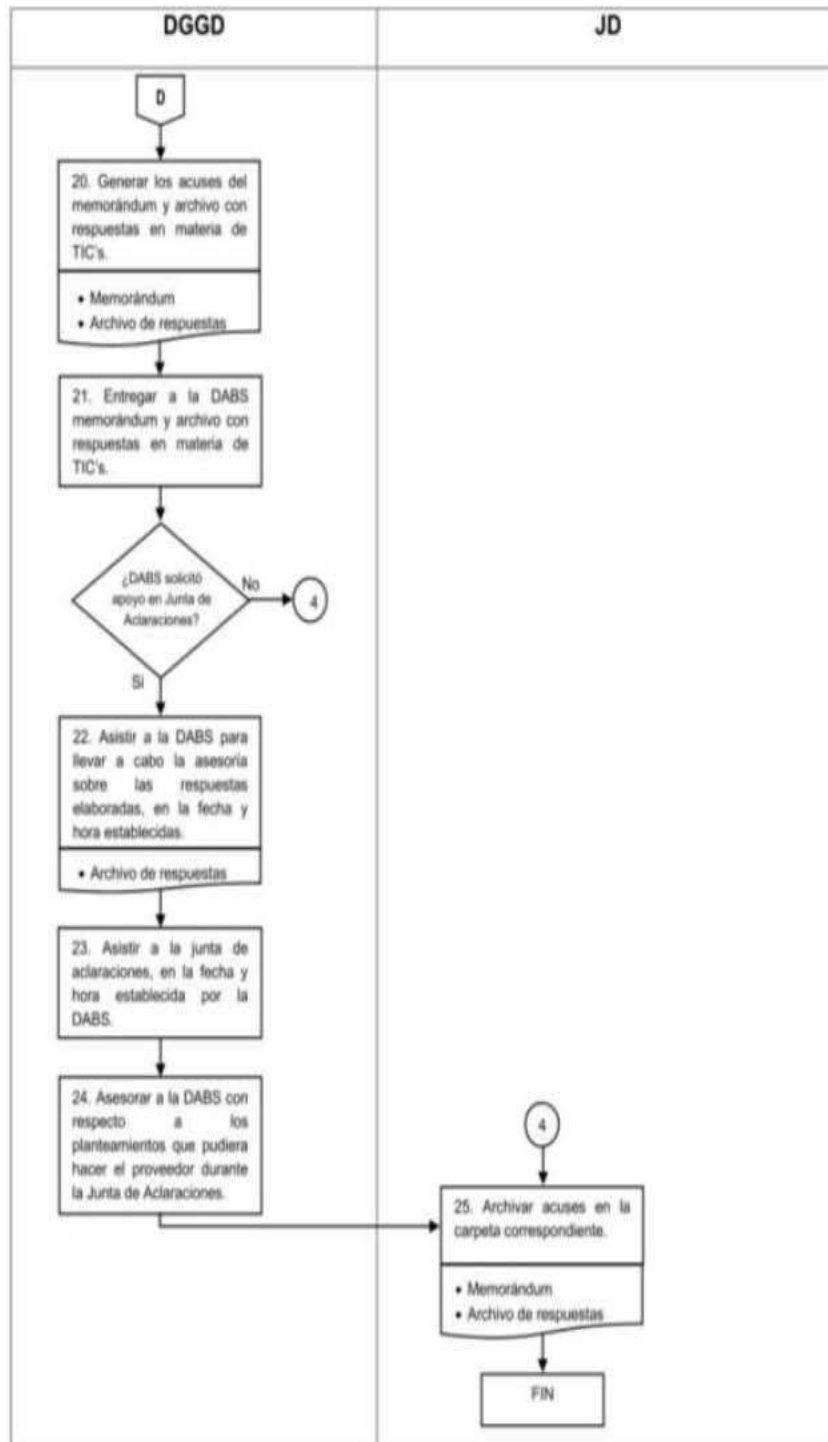 DGGD
JD
D
20. Generar los acuses del
memorándum y archivo con
respuestas en materia de
TIC's.
• Memorándum
• Archivo de respuestas
21. Entregar a la DABS
memorándum y archivo con
respuestas en materia de
TIC's.
¿DABS solicitó
apoyo en Junta de
Aclaraciones?
No
4
Si
22. Asistir a la DABS para
llevar a cabo la asesoría
sobre las respuestas
elaboradas, en la fecha y
hora establecidas.
• Archivo de respuestas
23. Asistir a la junta de
aclaraciones, en la fecha y
hora establecida por la
DABS.
24. Asesorar a la DABS con
respecto a los
planteamientos que pudiera
hacer el proveedor durante
la Junta de Aclaraciones.
4
25. Archivar acuses en la
carpeta correspondiente.
• Memorándum
• Archivo de respuestas
FIN